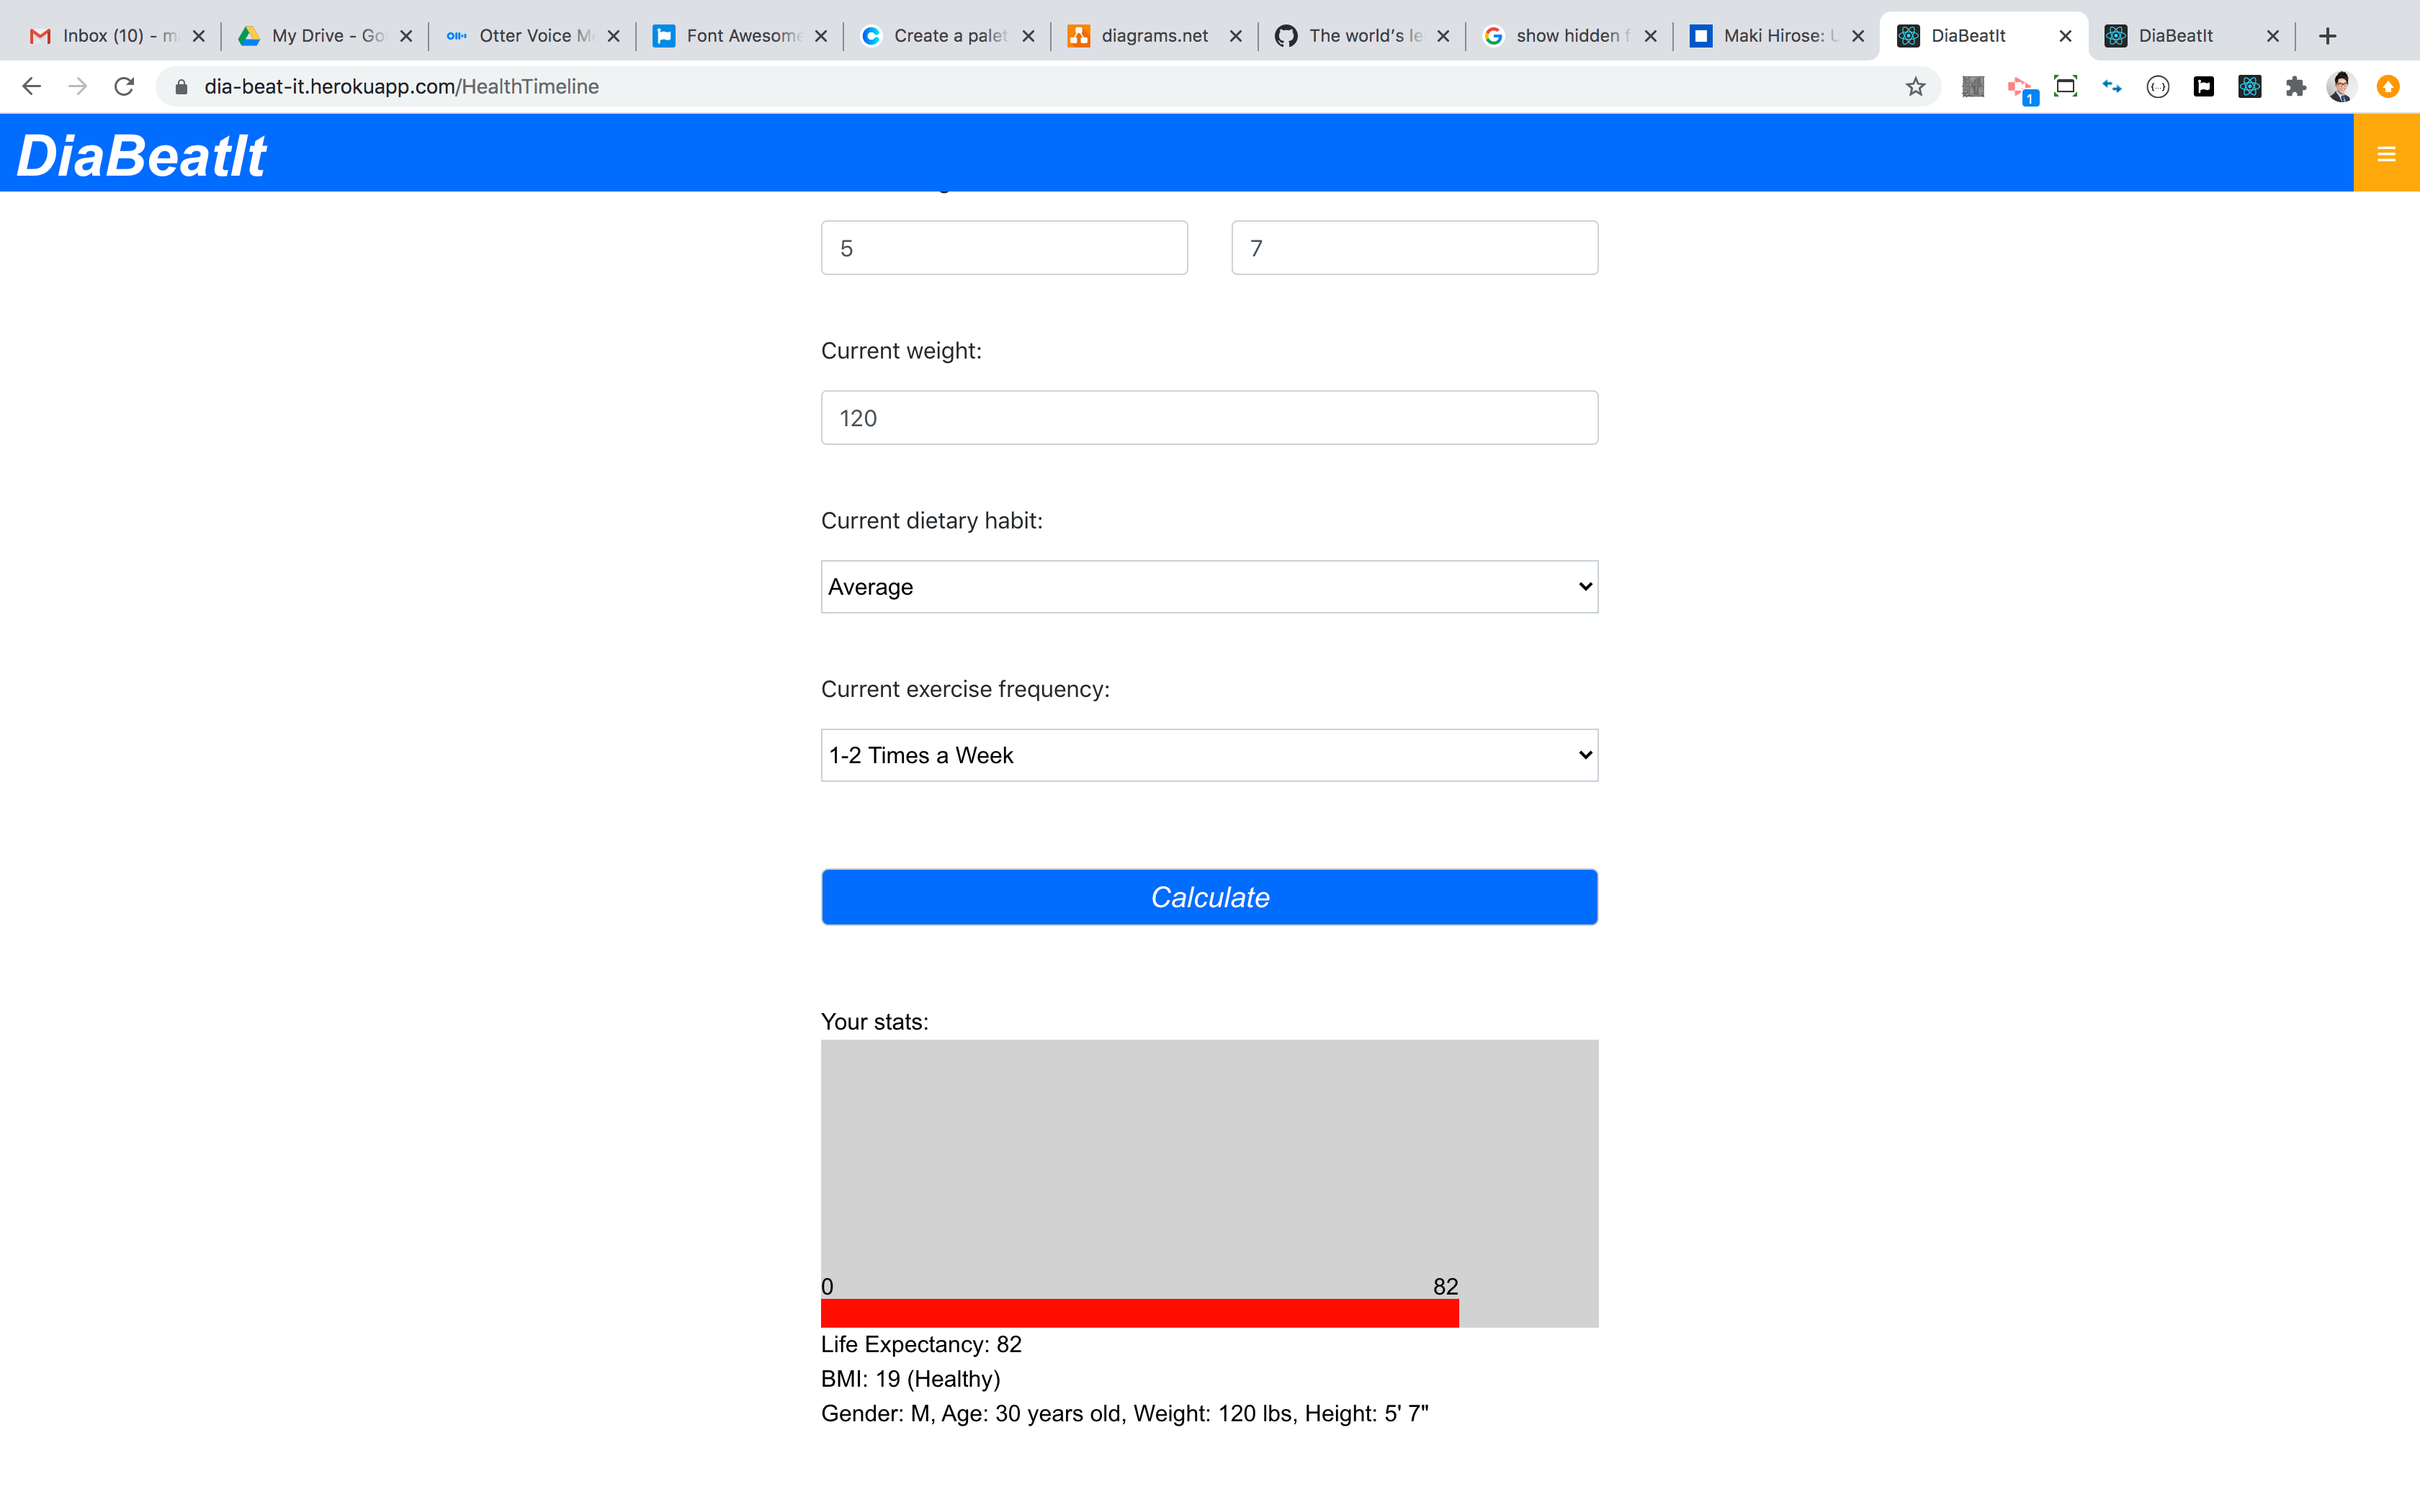 Inbox (10) - m
My Drive - Go
Otter Voice M
Font Awesome
Create a palet
diagrams.net
The world's le
show hidden f
Maki Hirose: U
DiaBeatIt
DiaBeatIt
dia-beat-it.herokuapp.com/HealthTimeline
1
DiaBeatIt
5
7
Current weight:
120
Current dietary habit:
Average
Current exercise frequency:
1-2 Times a Week
Calculate
Your stats:
0
82
Life Expectancy: 82
BMI: 19 (Healthy)
Gender: M, Age: 30 years old, Weight: 120 lbs, Height: 5' 7"